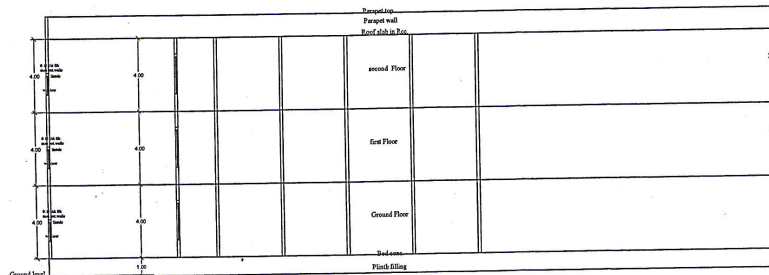 Parapet top
Parapet wall
Roof slab in Rcc
4.00
4.00
second Floor
4.00
4.00
first Floor
4.00
4.00
Ground Floor
Bed conc.
1.00
Plinth filling
Ground level